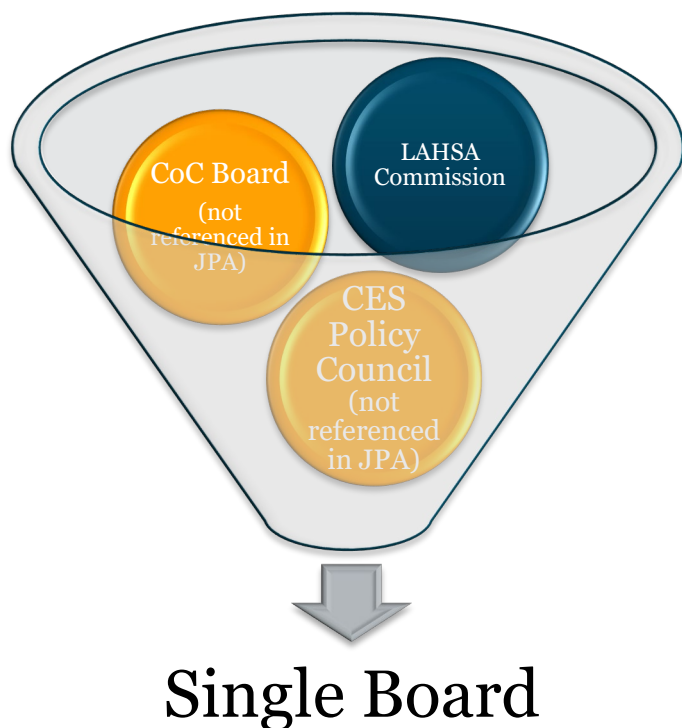 CoC Board
(not
referenced in
JPA)
LAHSA
Commission
CES
Policy
Council
(not
referenced
in JPA)
Single Board